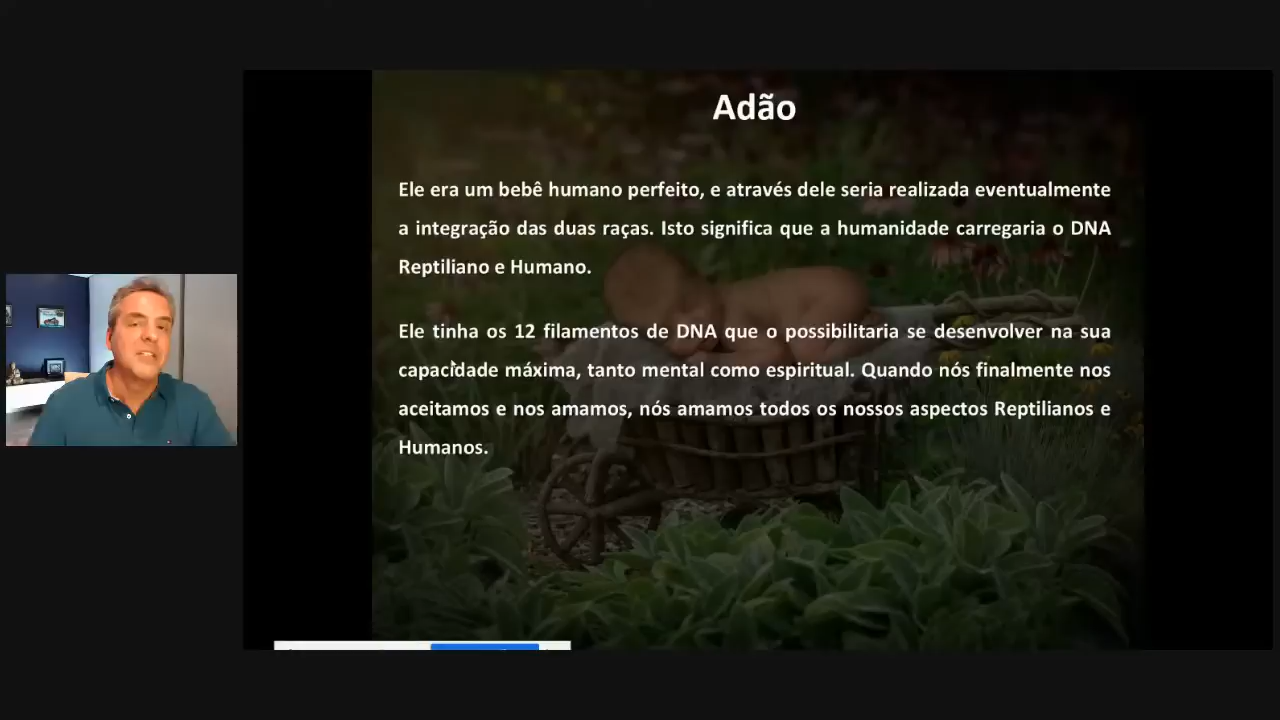 Adão
Ele era um bebê humano perfeito, e através dele seria realizada eventualmente
a integração das duas raças. Isto significa que a humanidade carregaria o DNA
Reptiliano e Humano.
Ele tinha os 12 filamentos de DNA que o possibilitaria se desenvolver na sua
capacidade máxima, tanto mental como espiritual. Quando nós finalmente nos
aceitamos e nos amamos, nós amamos todos os nossos aspectos Reptilianos e
Humanos.